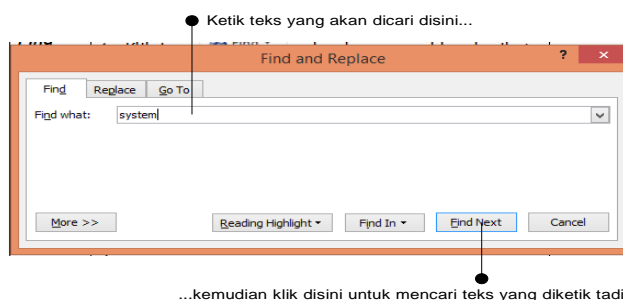 Ketik teks yang akan dicari disini...
Find and Replace
? ×
Find Replace Go To
Find what: system
More >> Reading Highlight Find In Find Next Cancel
...kemudian klik disini untuk mencari teks yang diketik tadi